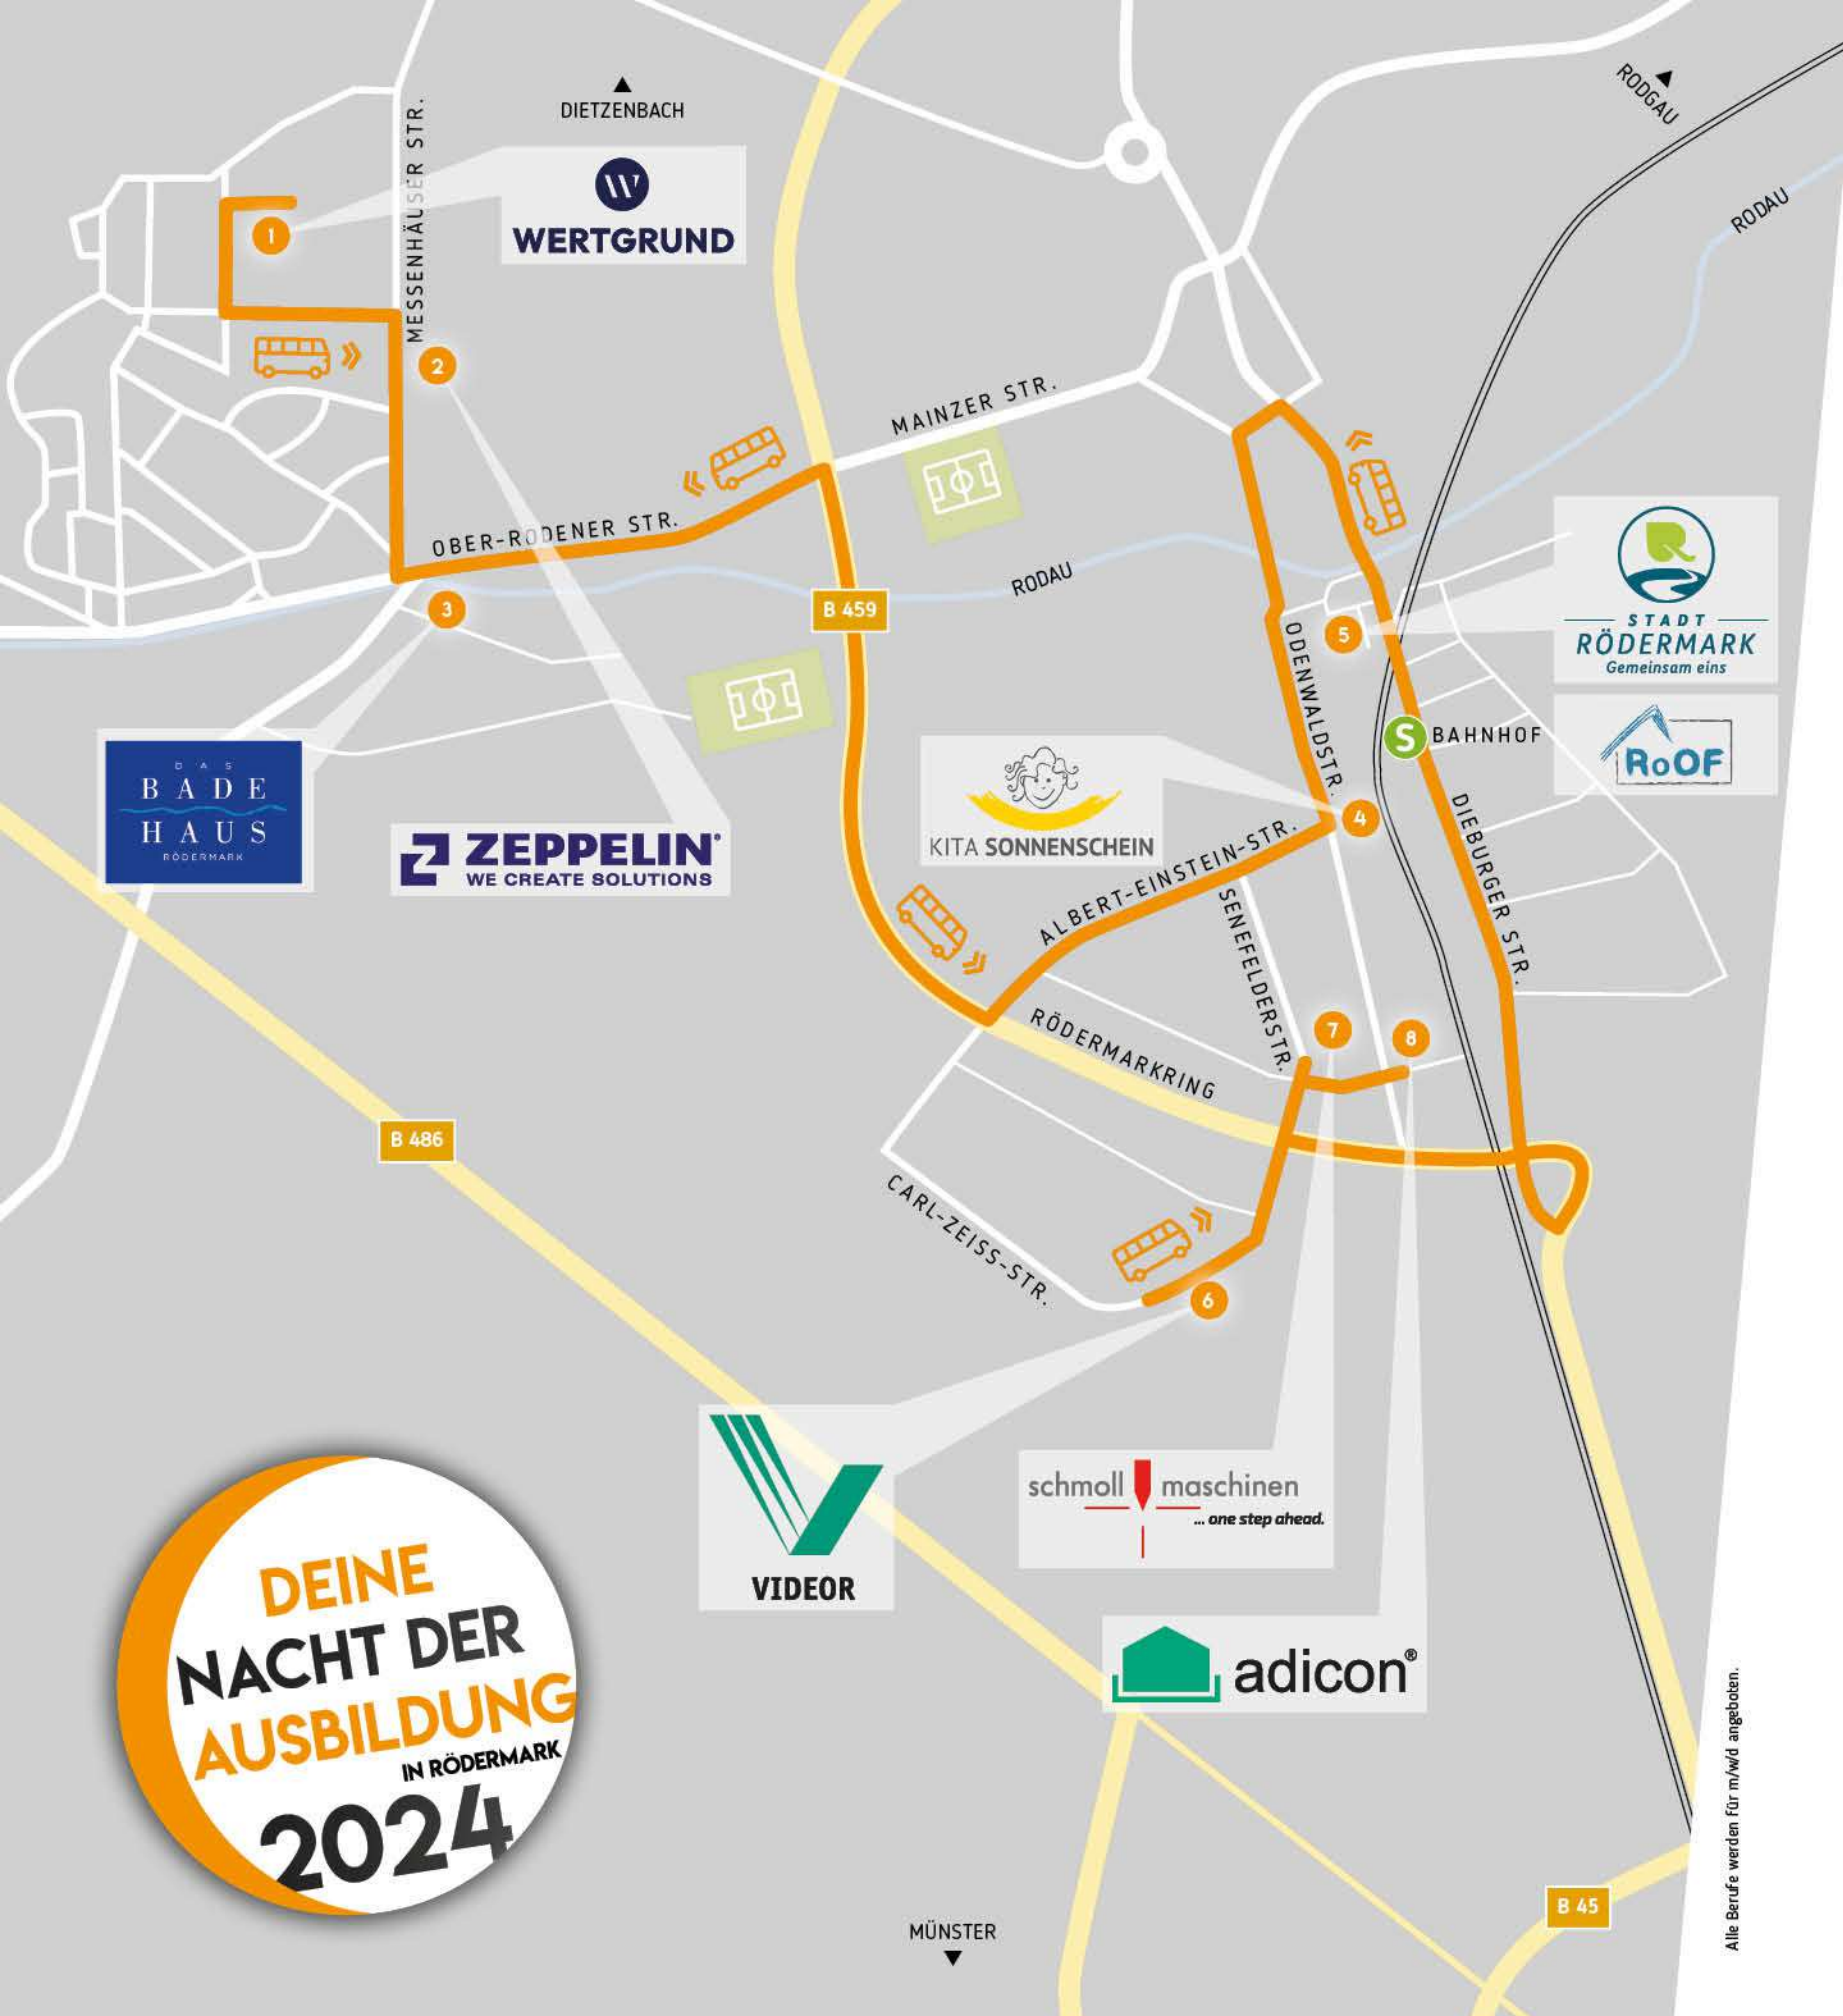 DIETZENBACH
RODGAU
RODAU
MESSENHÄUSER STR.
WERTGRUND
1
2
MAINZER STR.
OBER-RODENER STR.
RODAU
B 459
3
5
ODENWALDSTR.
STADT
RÖDERMARK
Gemeinsam eins
S BAHNHOF
RoOF
DAS
BADE
HAUS
RÖDERMARK
ZEPPELIN®
WE CREATE SOLUTIONS
KITA SONNENSCHEIN
4
ALBERT-EINSTEIN-STR.
DIEBURGER STR.
SENEFELDERSTR.
RÖDERMARKRING
7
8
B 486
CARL-ZEISS-STR.
6
VIDEOR
schmoll maschinen
... one step ahead.
adicon®
DEINE
NACHT DER
AUSBILDUNG
IN RÖDERMARK
2024
B 45
MÜNSTER
Alle Berufe werden für m/w/d angeboten.